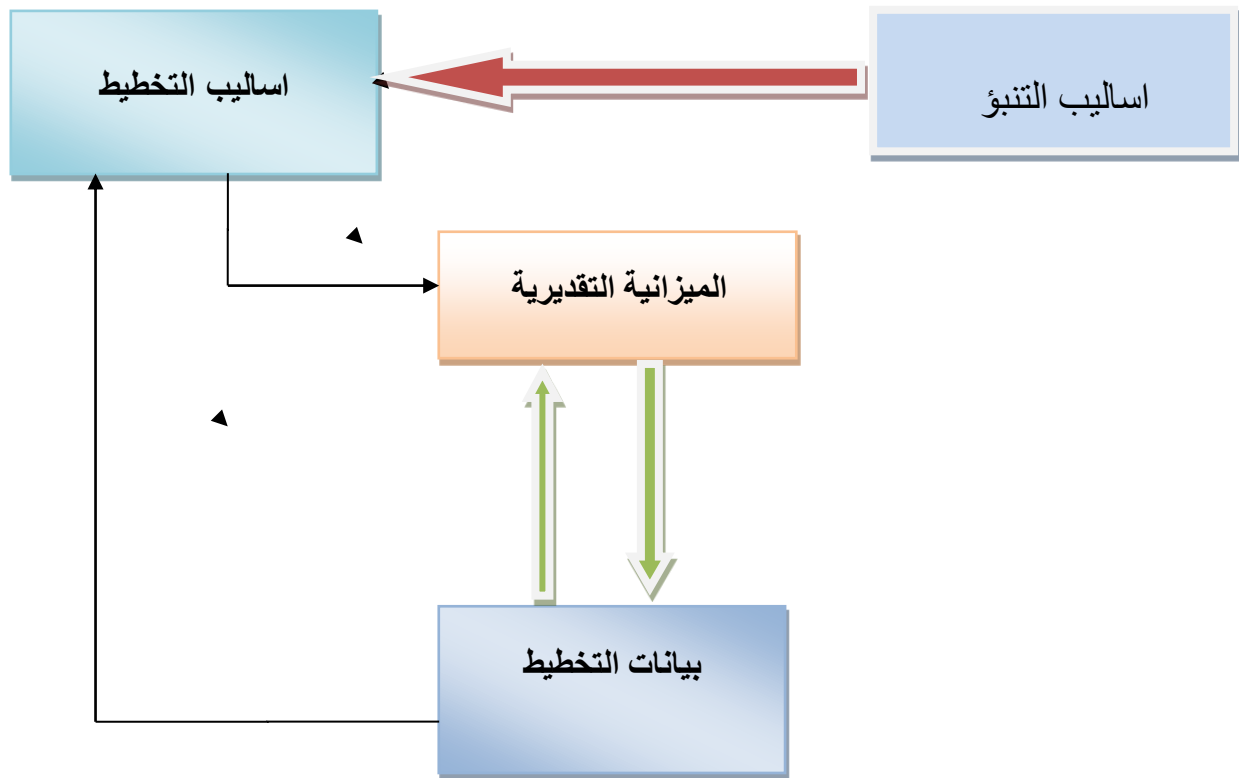 اساليب التنبؤ
اساليب التخطيط
الميزانية التقديرية
بيانات التخطيط